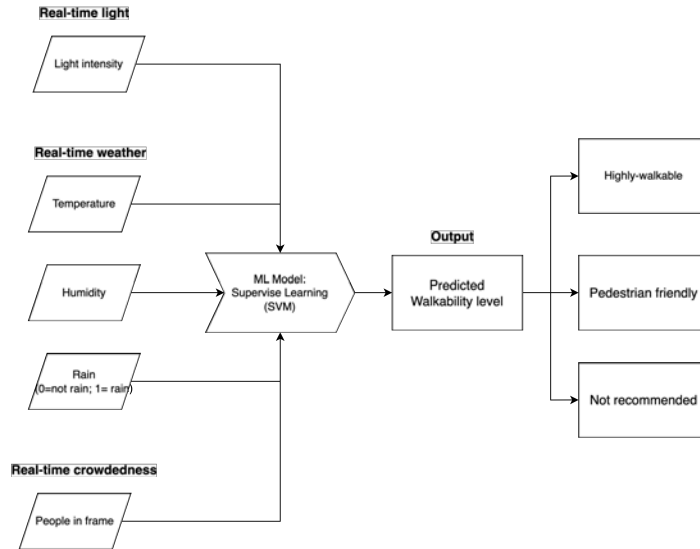 Real-time light
Light intensity
Real-time weather
Temperature
Humidity
Rain
(0=not rain; 1= rain)
Real-time crowdedness
People in frame
ML Model:
Supervise Learning
(SVM)
Output
Predicted
Walkability level
Highly-walkable
Pedestrian friendly
Not recommended